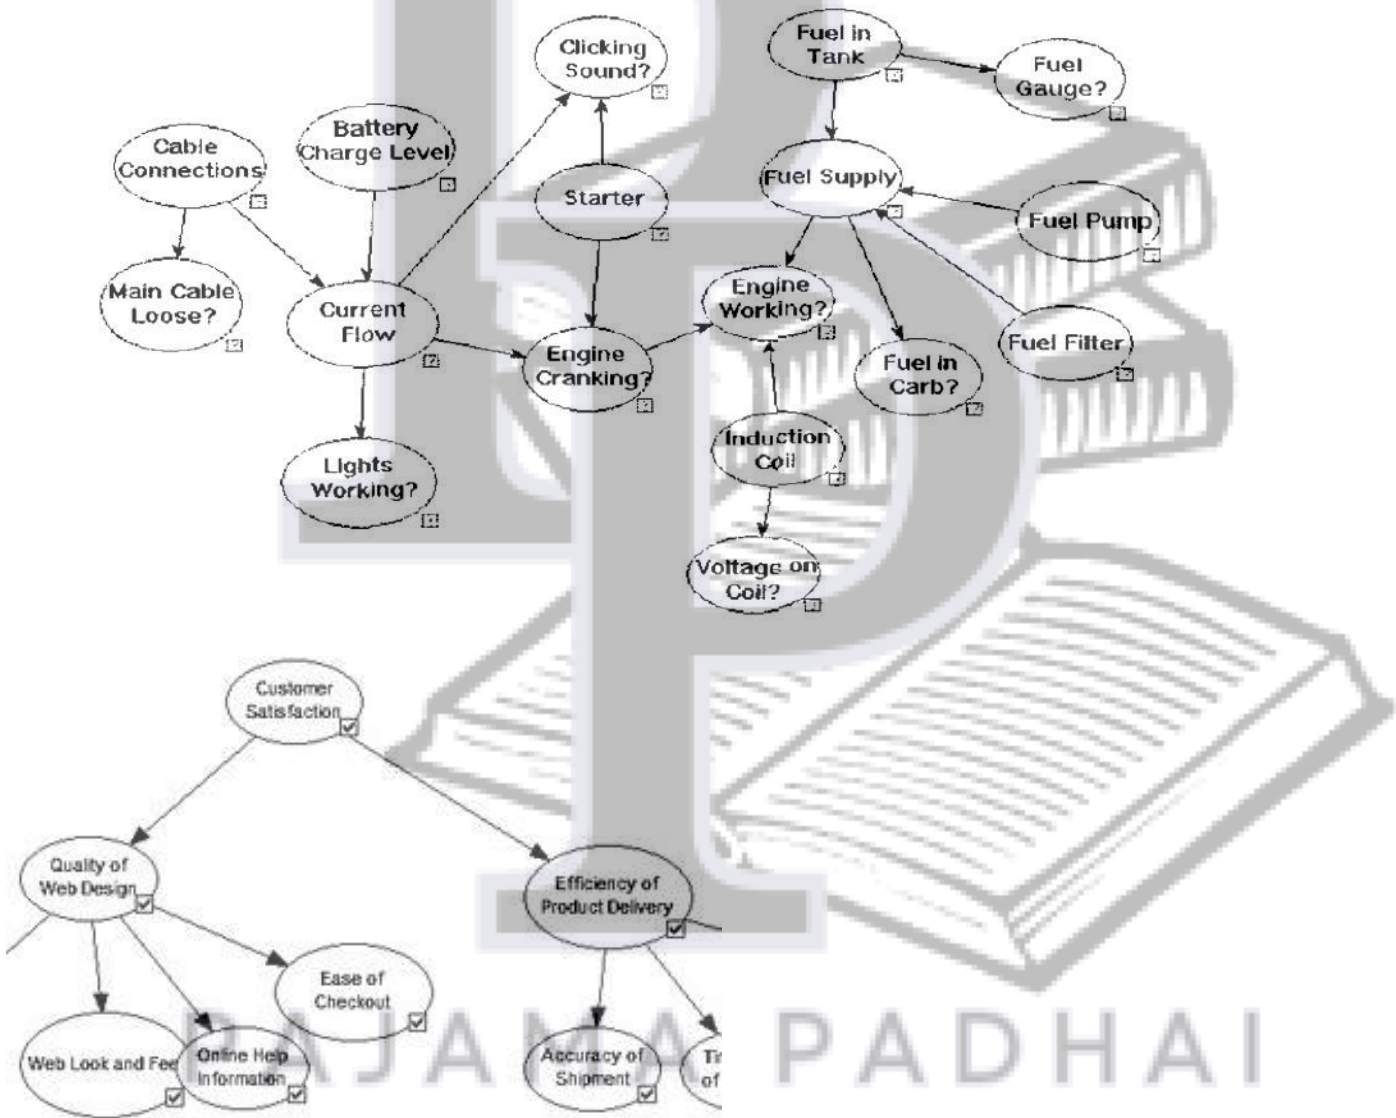 Clicking
Sound?
Fuel in
Tank
Fuel
Gauge?
Battery
Charge Level
Cable
Connections
Fuel Supply
Starter
Fuel Pump
Main Cable
Loose?
Current
Flow
Engine
Working?
Engine
Cranking?
Fuel in
Carb?
Fuel Filter
Induction
Coil
Lights
Working?
Voltage on
Coil?
Customer
Satisfaction
Quality of
Web Design
Efficiency of
Product Delivery
Ease of
Checkout
Web Look and Fee
Online Help
Information
Accuracy of
Shipment
of
PAJAMA PADHAI